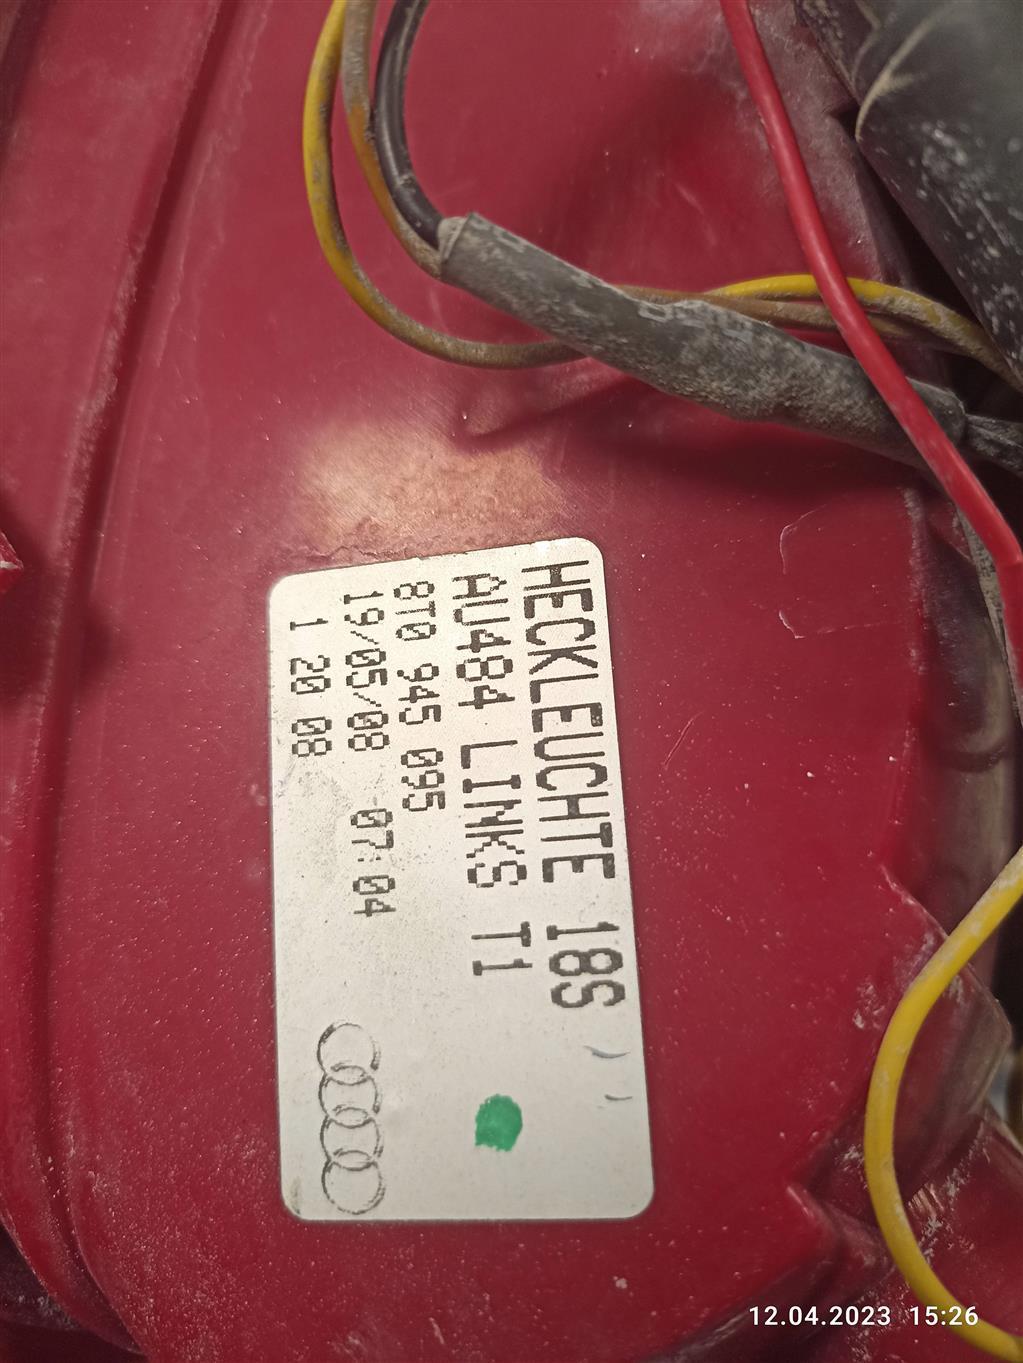 HECKLEUCHTE 18S
AU484 LINKS T1
8T0 945 095
19/05/08 07:04
1 20 08
12.04.2023 15:26